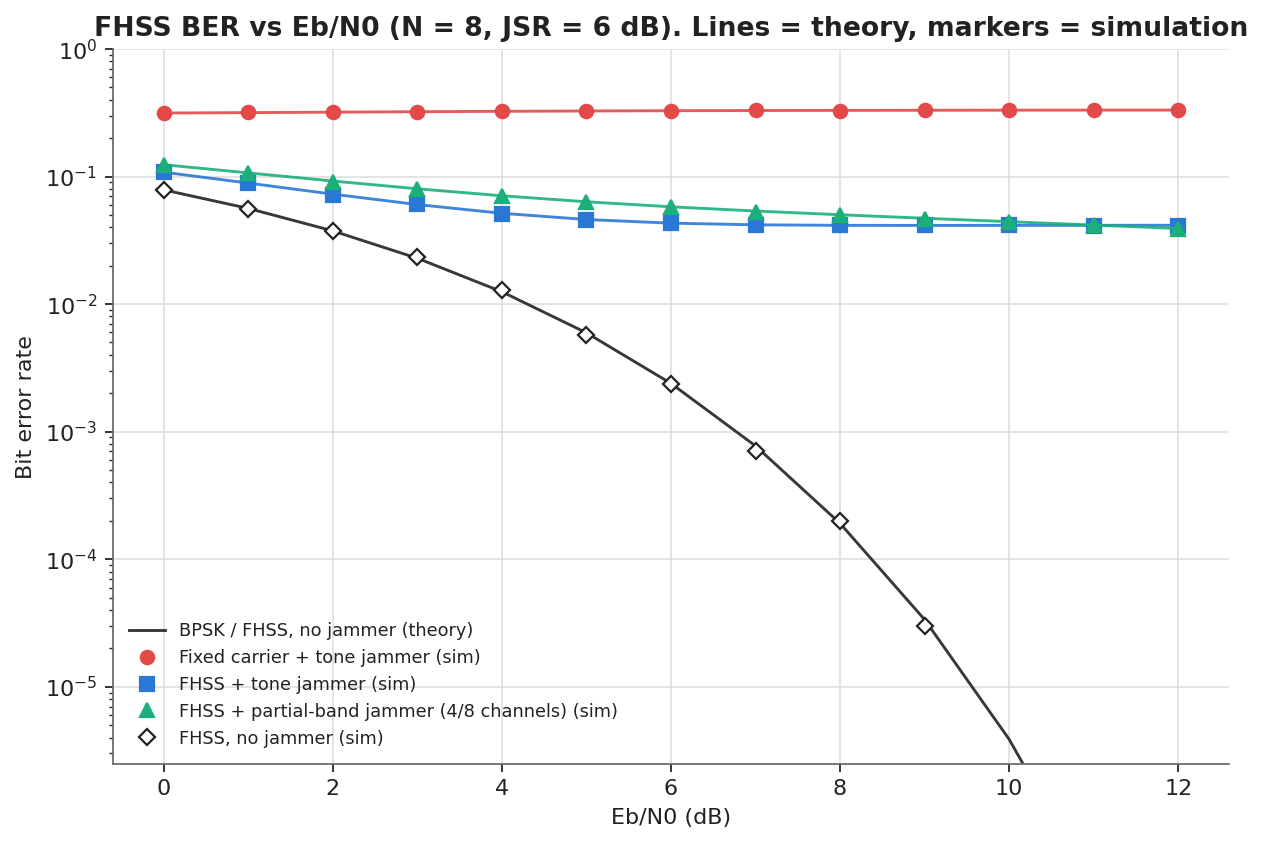 FHSS BER vs Eb/N0 (N = 8, JSR = 6 dB). Lines = theory, markers = simulation
Bit error rate
10⁰
10⁻¹
10⁻²
10⁻³
10⁻⁴
10⁻⁵
BPSK / FHSS, no jammer (theory)
Fixed carrier + tone jammer (sim)
FHSS + tone jammer (sim)
FHSS + partial-band jammer (4/8 channels) (sim)
FHSS, no jammer (sim)
0 2 4 6 8 10 12
Eb/N0 (dB)